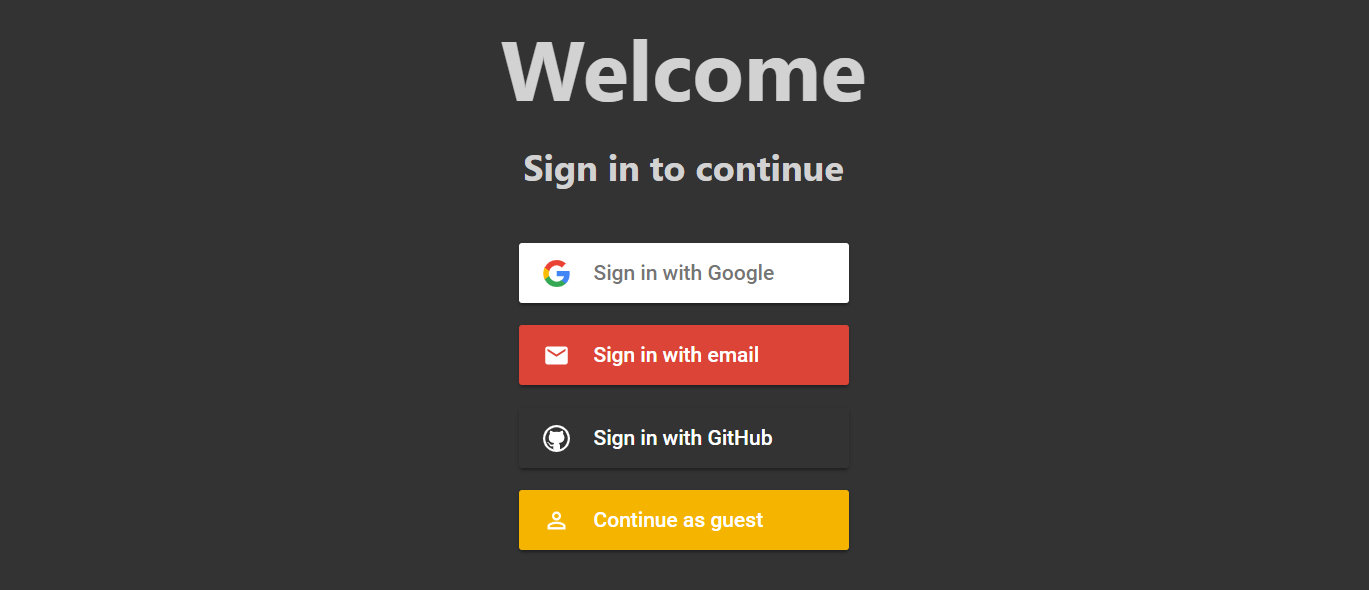 Welcome
Sign in to continue
Sign in with Google
Sign in with email
Sign in with GitHub
Continue as guest